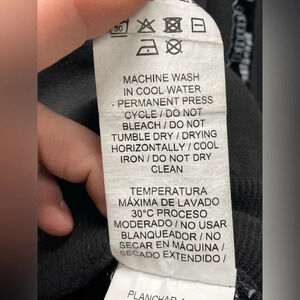 30
MACHINE WASH
IN COOL WATER
- PERMANENT PRESS
CYCLE / DO NOT
BLEACH / DO NOT
TUMBLE DRY / DRYING
HORIZONTALLY / COOL
IRON / DO NOT DRY
CLEAN
TEMPERATURA
MÁXIMA DE LAVADO
30°C PROCESO
MODERADO / NO USAR
BLANQUEADOR / NO
SECAR EN MÁQUINA /
SECADO EXTENDIDO /
PLANCHAR